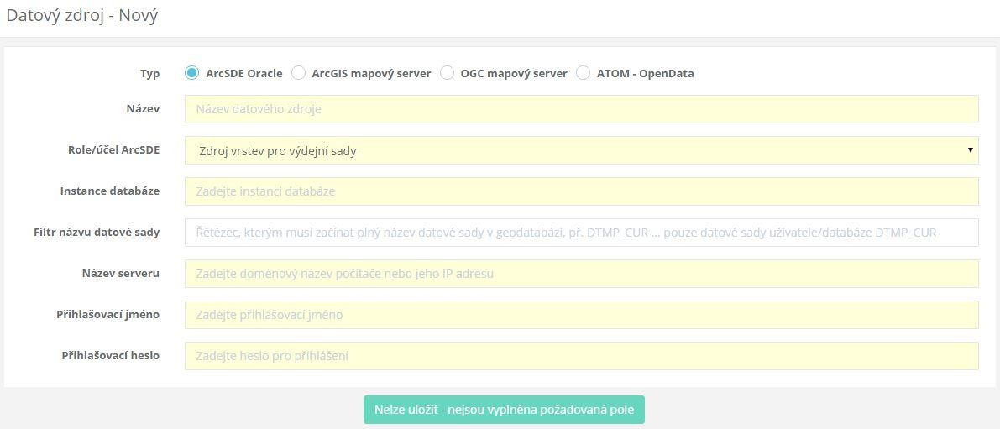 Datový zdroj - Nový
Typ ArcSDE Oracle ArcGIS mapový server OGC mapový server ATOM - OpenData
Název Název datového zdroje
Role/účel ArcSDE Zdroj vrstev pro výdejní sady
Instance databáze Zadejte instanci databáze
Filtr názvu datové sady Řětězec, kterým musí začínat plný název datové sady v geodatabázi, př. DTMP_CUR ... pouze datové sady uživatele/databáze DTMP_CUR
Název serveru Zadejte doménový název počítače nebo jeho IP adresu
Přihlašovací jméno Zadejte přihlašovací jméno
Přihlašovací heslo Zadejte heslo pro přihlášení
Nelze uložit - nejsou vyplněna požadovaná pole